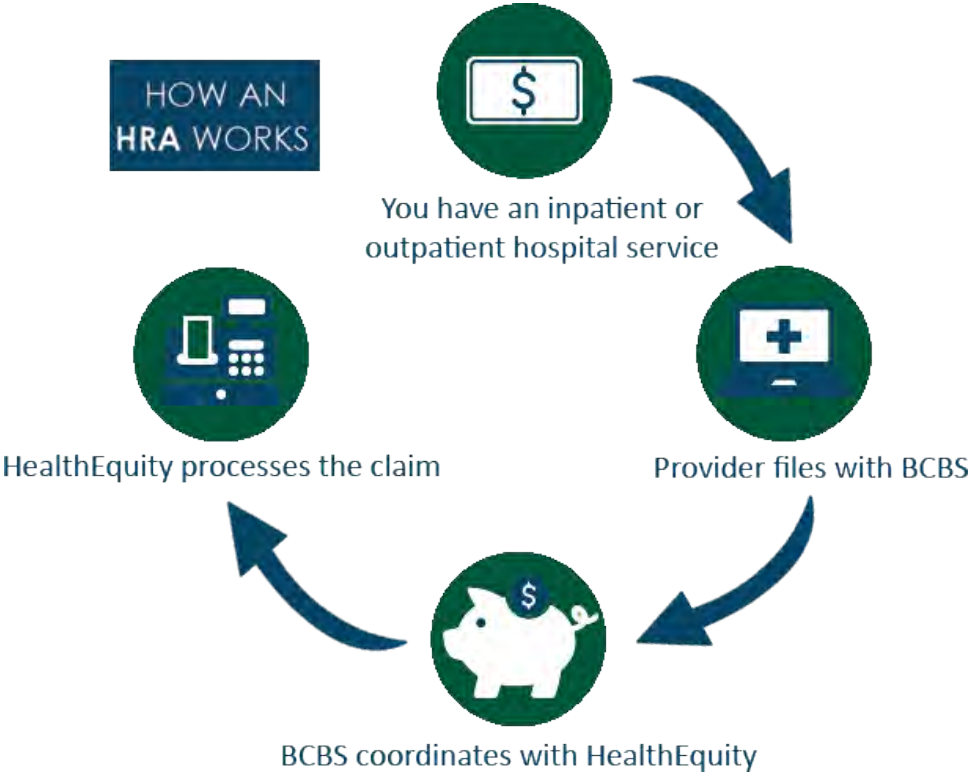 HOW AN
HRA WORKS
$
You have an inpatient or
outpatient hospital service
Provider files with BCBS
$
BCBS coordinates with HealthEquity
HealthEquity processes the claim